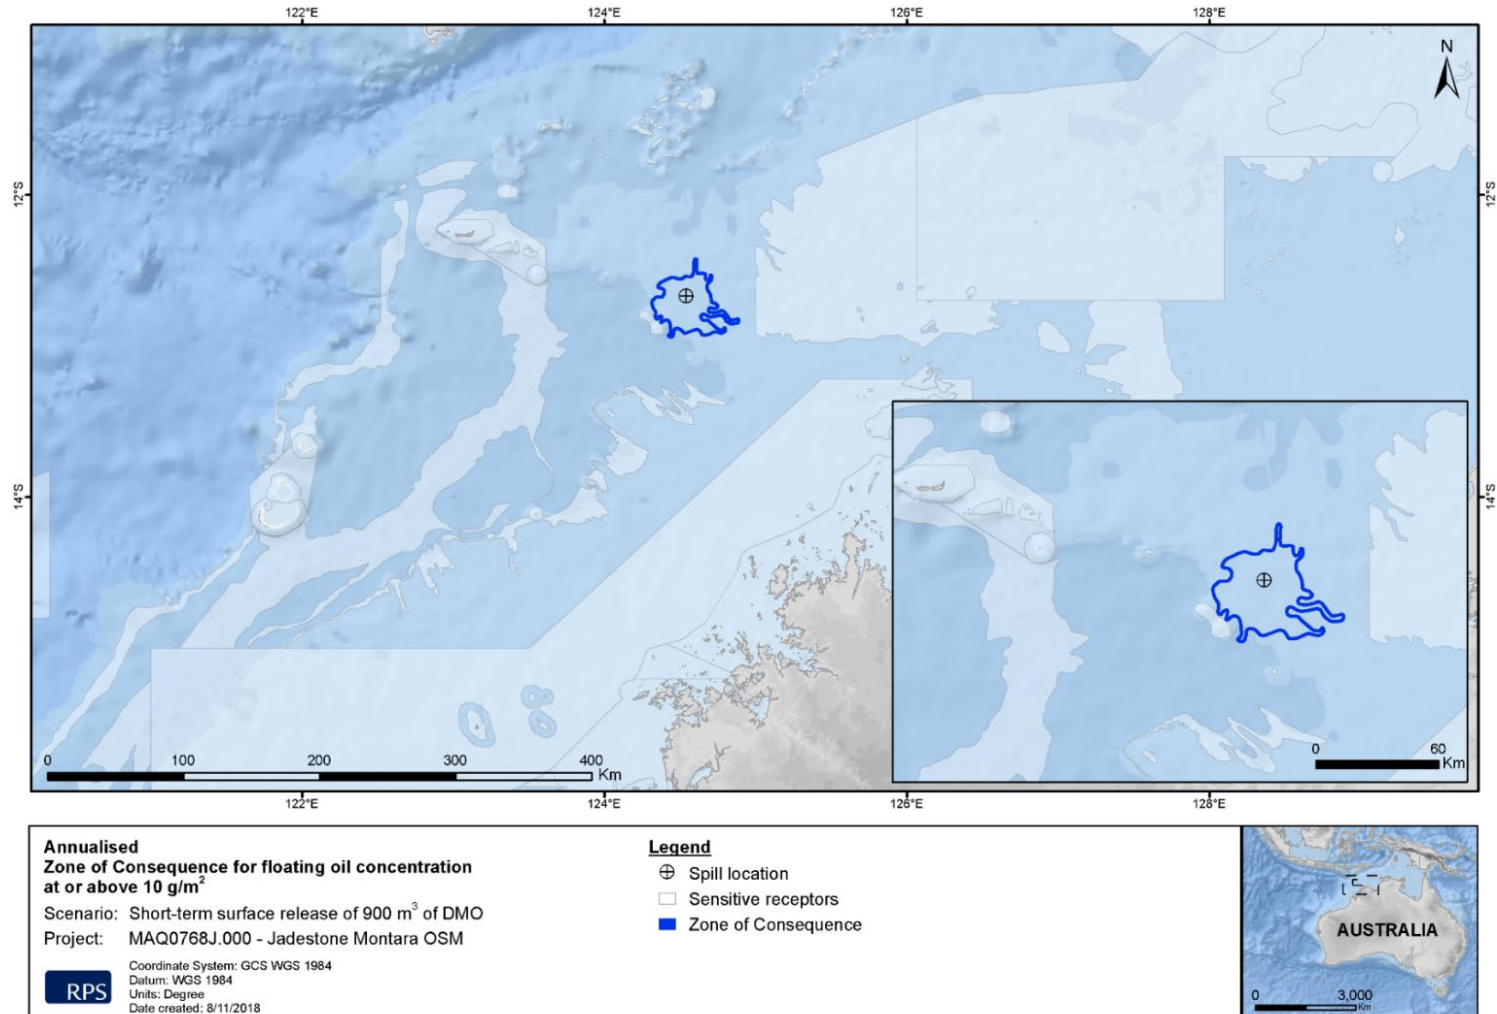 122°E 124°E 126°E 128°E
N
12°S 12°S
14°S 14°S
0 60
Km
0 100 200 300 400
Km
122°E 124°E 126°E 128°E
Annualised
Zone of Consequence for floating oil concentration
at or above 10 g/m²
Scenario: Short-term surface release of 900 m³ of DMO
Project: MAQ0768J.000 - Jadestone Montara OSM
RPS
Coordinate System: GCS WGS 1984
Datum: WGS 1984
Units: Degree
Date created: 8/11/2018
Legend
Spill location
Sensitive receptors
Zone of Consequence
AUSTRALIA
0 3,000
Km